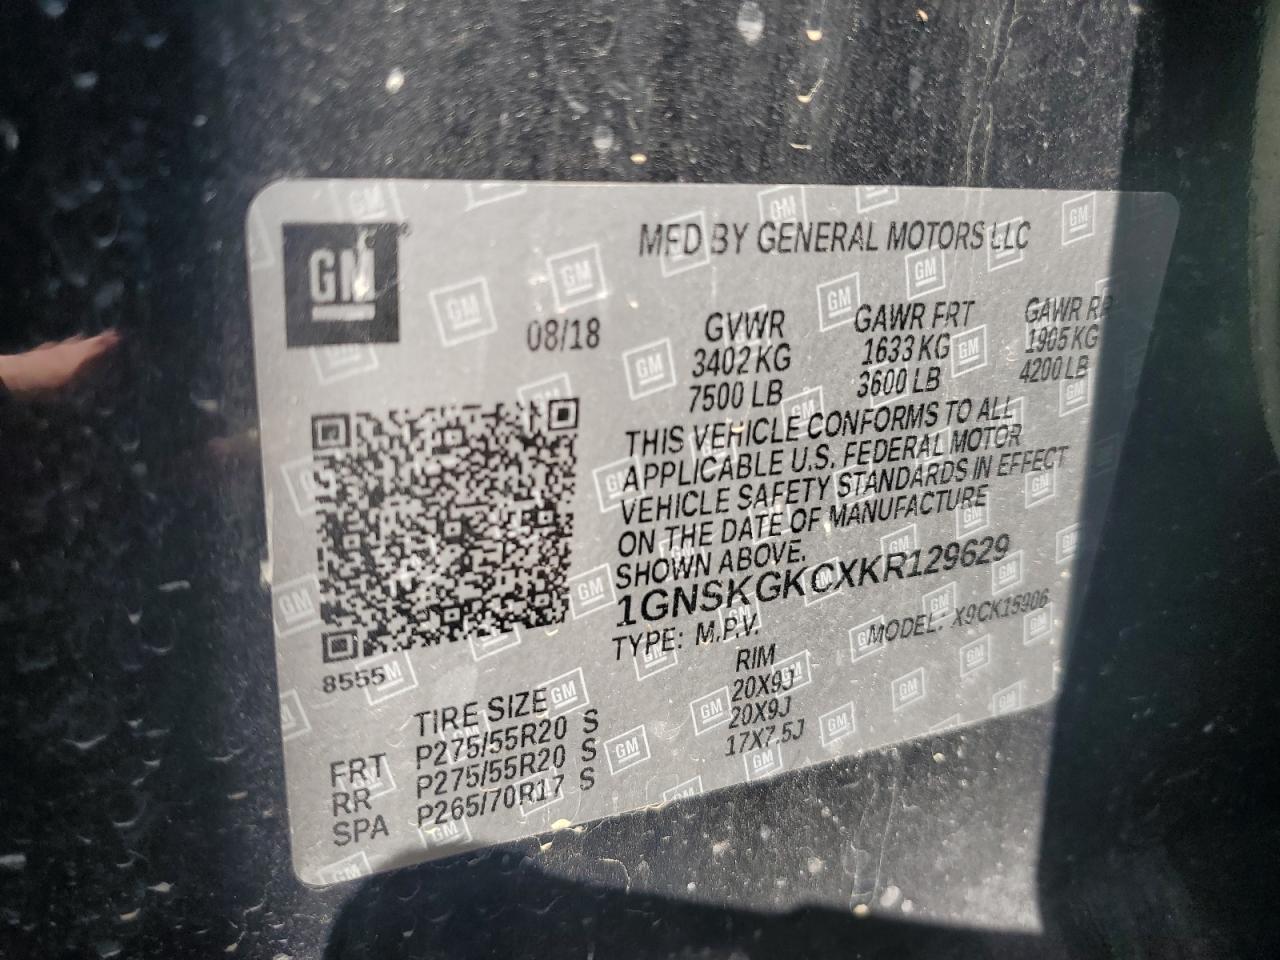 GM
MFD BY GENERAL MOTORS LLC
08/18
GVWR GAWR FRT GAWR RR
3402 KG 1633 KG 1905 KG
7500 LB 3600 LB 4200 LB
THIS VEHICLE CONFORMS TO ALL
APPLICABLE U.S. FEDERAL MOTOR
VEHICLE SAFETY STANDARDS IN EFFECT
ON THE DATE OF MANUFACTURE
SHOWN ABOVE.
1GNSKGKCXKR129629
TYPE: M.P.V. MODEL: X9CK15906
8555
TIRE SIZE RIM
FRT P275/55R20 S 20X9J
RR P275/55R20 S 20X9J
SPA P265/70R17 S 17X7.5J